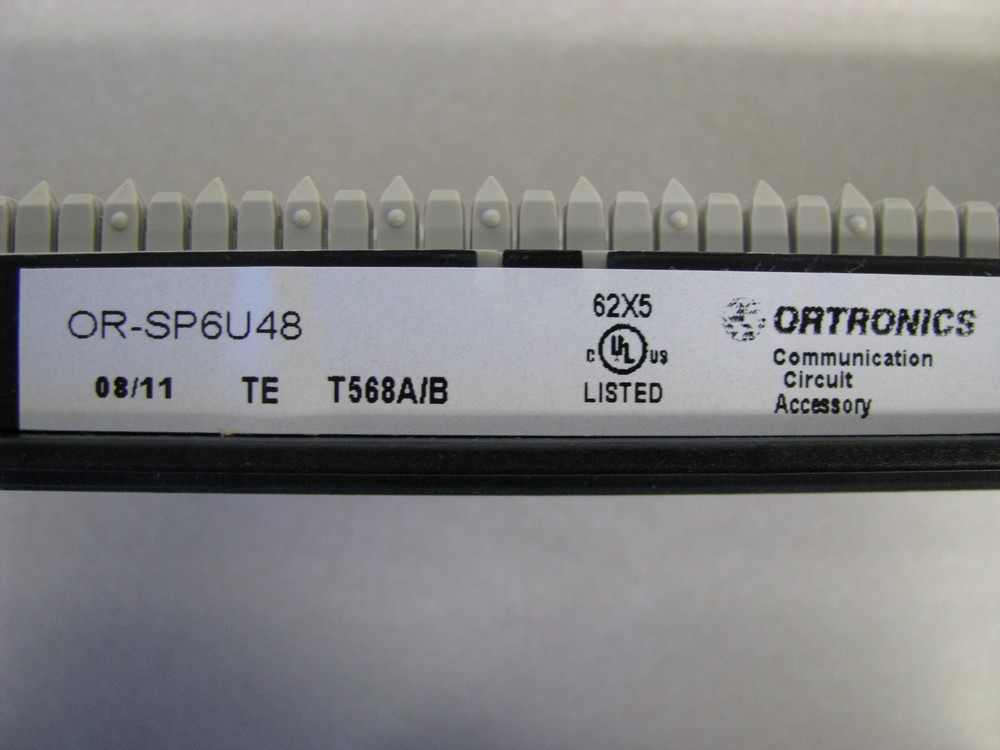 OR-SP6U48
08/11 TE T568A/B
62X5
C UL US
LISTED
ORTRONICS
Communication
Circuit
Accessory